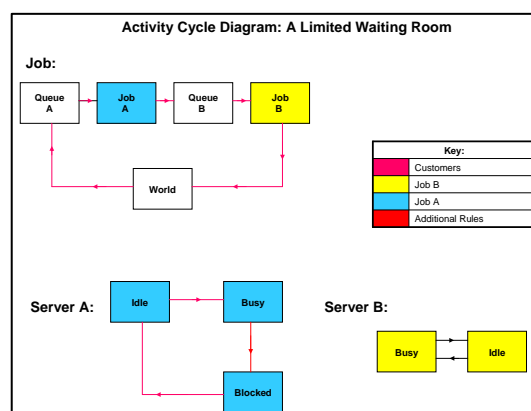 Activity Cycle Diagram: A Limited Waiting Room
Job:
Queue
A
Job
A
Queue
B
Job
B
World
Key:
Customers
Job B
Job A
Additional Rules
Server A:
Idle
Busy
Blocked
Server B:
Busy
Idle